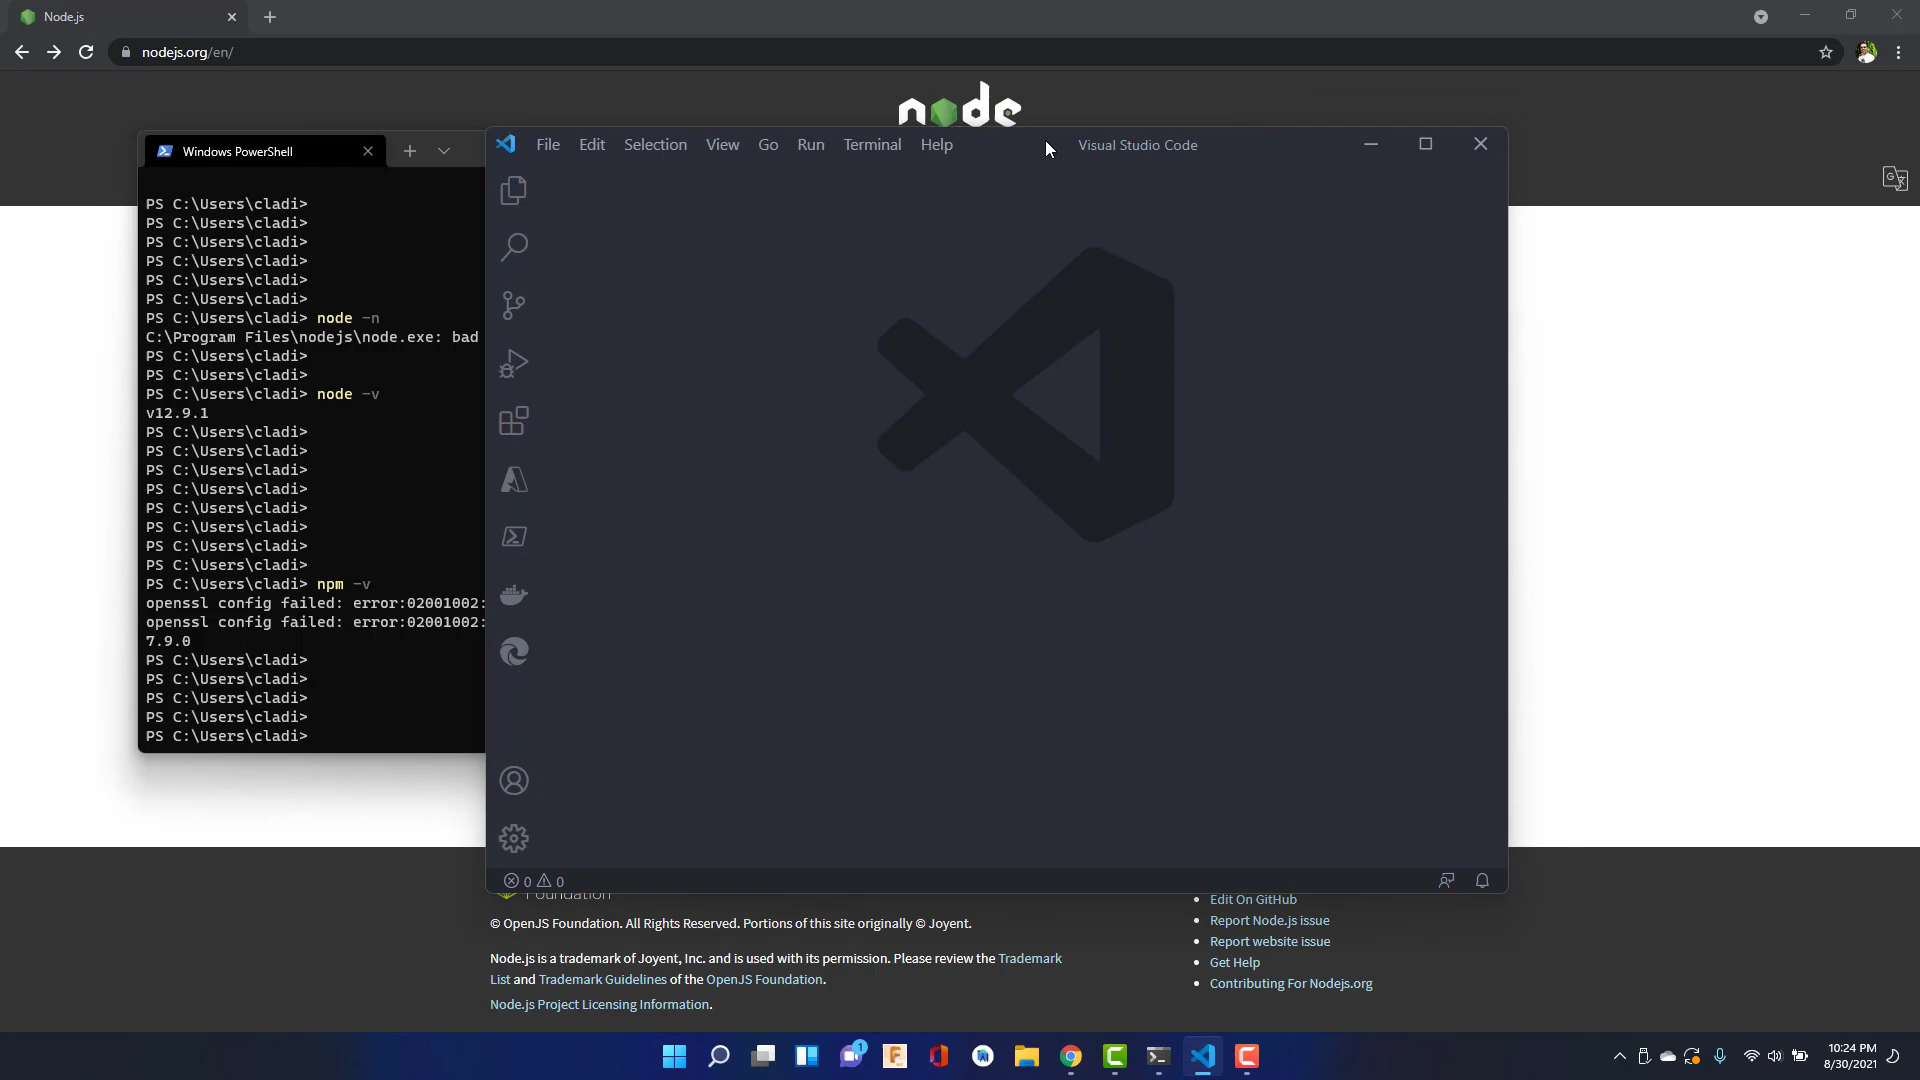 Node.js
nodejs.org/en/
node
Windows PowerShell
File Edit Selection View Go Run Terminal Help
Visual Studio Code
PS C:\Users\cladi>
PS C:\Users\cladi>
PS C:\Users\cladi>
PS C:\Users\cladi>
PS C:\Users\cladi>
PS C:\Users\cladi>
PS C:\Users\cladi> node -n
C:\Program Files\nodejs\node.exe: bad
PS C:\Users\cladi>
PS C:\Users\cladi>
PS C:\Users\cladi> node -v
v12.9.1
PS C:\Users\cladi>
PS C:\Users\cladi>
PS C:\Users\cladi>
PS C:\Users\cladi>
PS C:\Users\cladi>
PS C:\Users\cladi>
PS C:\Users\cladi>
PS C:\Users\cladi>
PS C:\Users\cladi> npm -v
openssl config failed: error:02001002:
openssl config failed: error:02001002:
7.9.0
PS C:\Users\cladi>
PS C:\Users\cladi>
PS C:\Users\cladi>
PS C:\Users\cladi>
PS C:\Users\cladi>
0 0
Foundation
© OpenJS Foundation. All Rights Reserved. Portions of this site originally © Joyent.
Node.js is a trademark of Joyent, Inc. and is used with its permission. Please review the Trademark
List and Trademark Guidelines of the OpenJS Foundation.
Node.js Project Licensing Information.
Edit On GitHub
Report Node.js issue
Report website issue
Get Help
Contributing For Nodejs.org
1
10:24 PM
8/30/2021